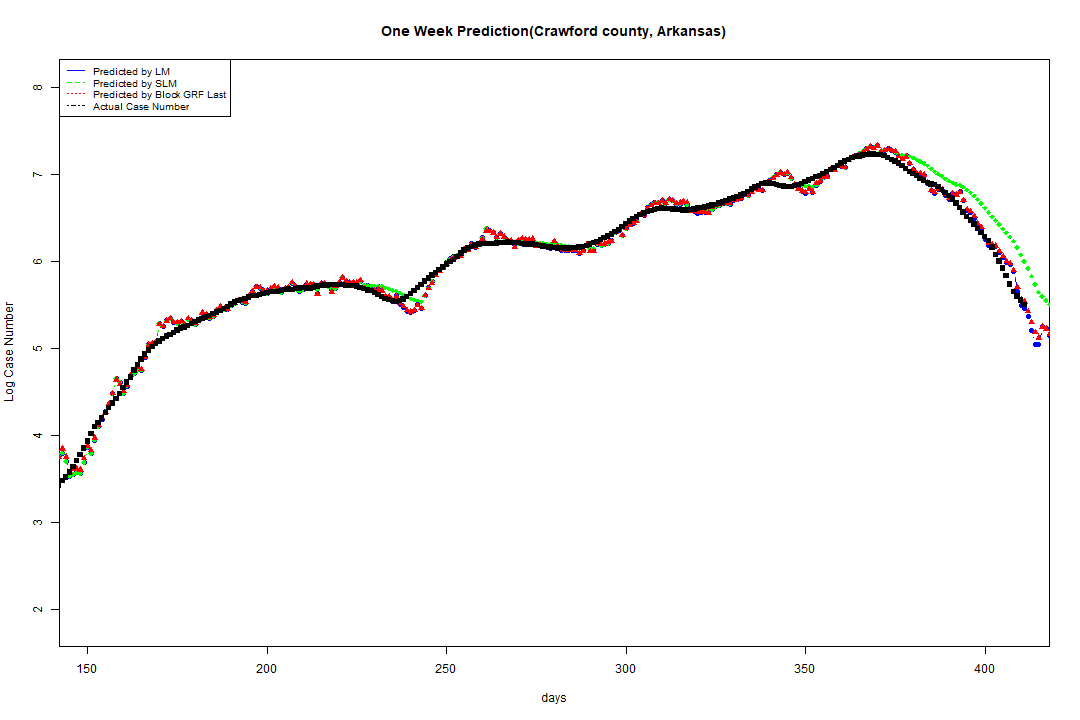 One Week Prediction(Crawford county, Arkansas)
Predicted by LM
Predicted by SLM
Predicted by Block GRF Last
Actual Case Number
8
7
6
5
4
3
2
Log Case Number
150 200 250 300 350 400
days